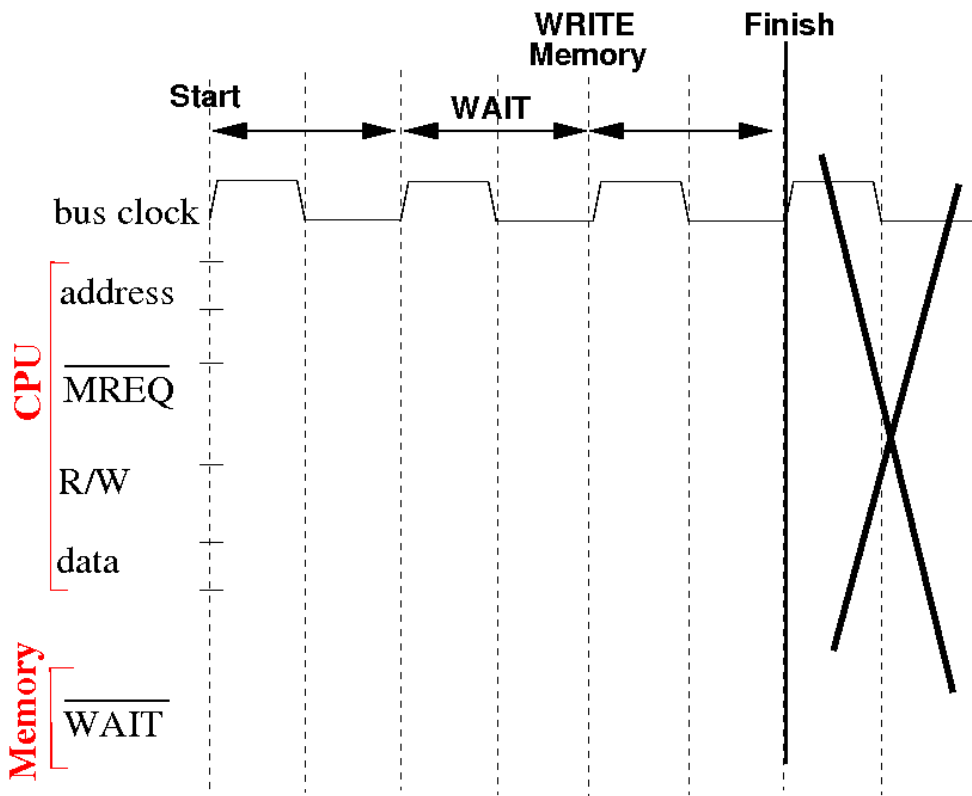 WRITE
Memory
Finish
Start
WAIT
bus clock
address
MREQ
R/W
data
CPU
WAIT
Memory